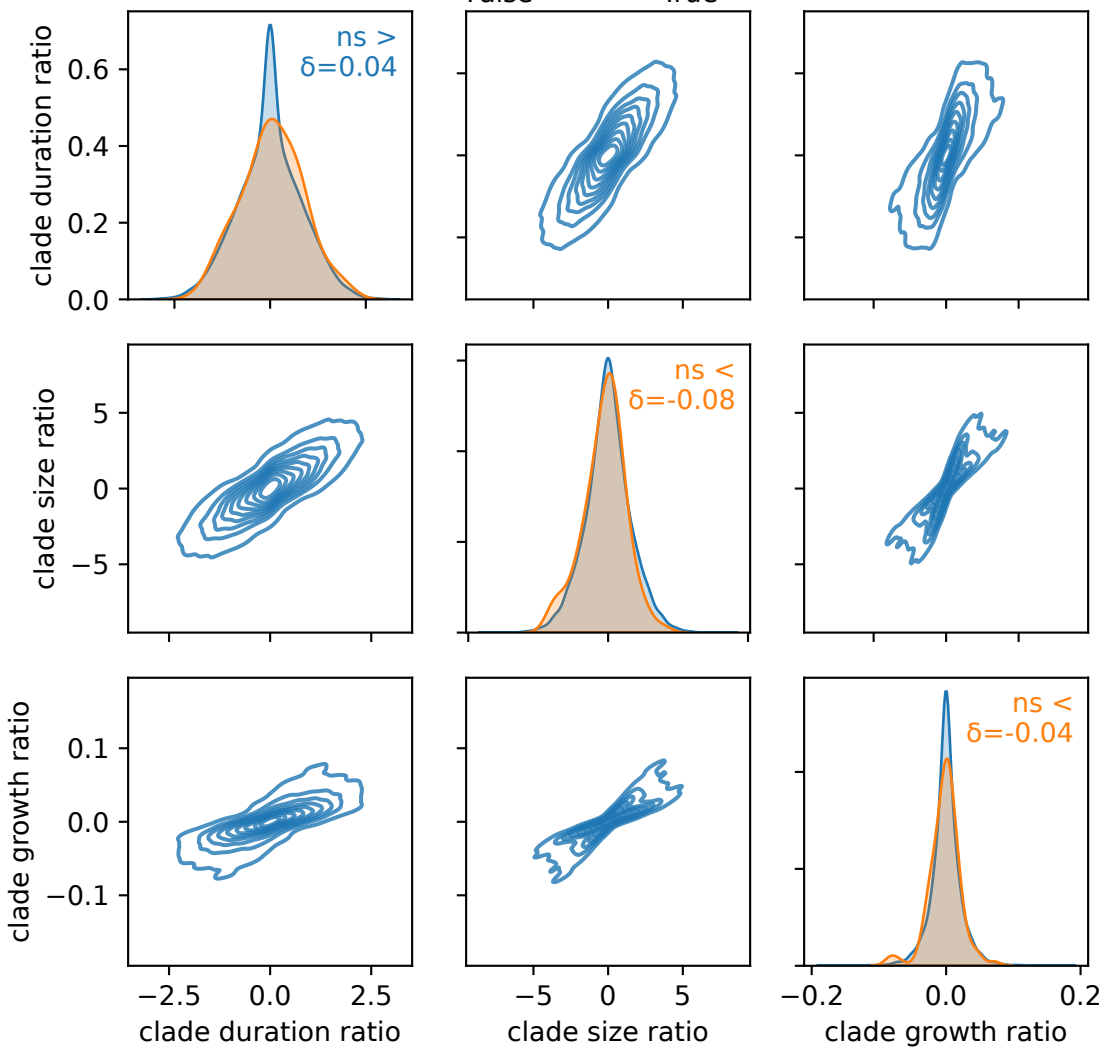 clade duration ratio
0.6
0.4
0.2
0.0
ns >
δ=0.04
clade size ratio
5
0
−5
ns <
δ=-0.08
clade growth ratio
0.1
0.0
−0.1
ns <
δ=-0.04
−2.5 0.0 2.5
−5 0 5
−0.2 0.0 0.2
clade duration ratio
clade size ratio
clade growth ratio